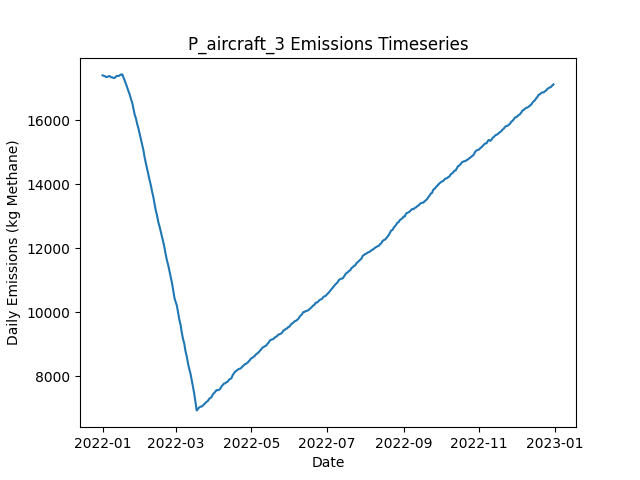 P_aircraft_3 Emissions Timeseries
Daily Emissions (kg Methane)
16000
14000
12000
10000
8000
2022-01 2022-03 2022-05 2022-07 2022-09 2022-11 2023-01
Date